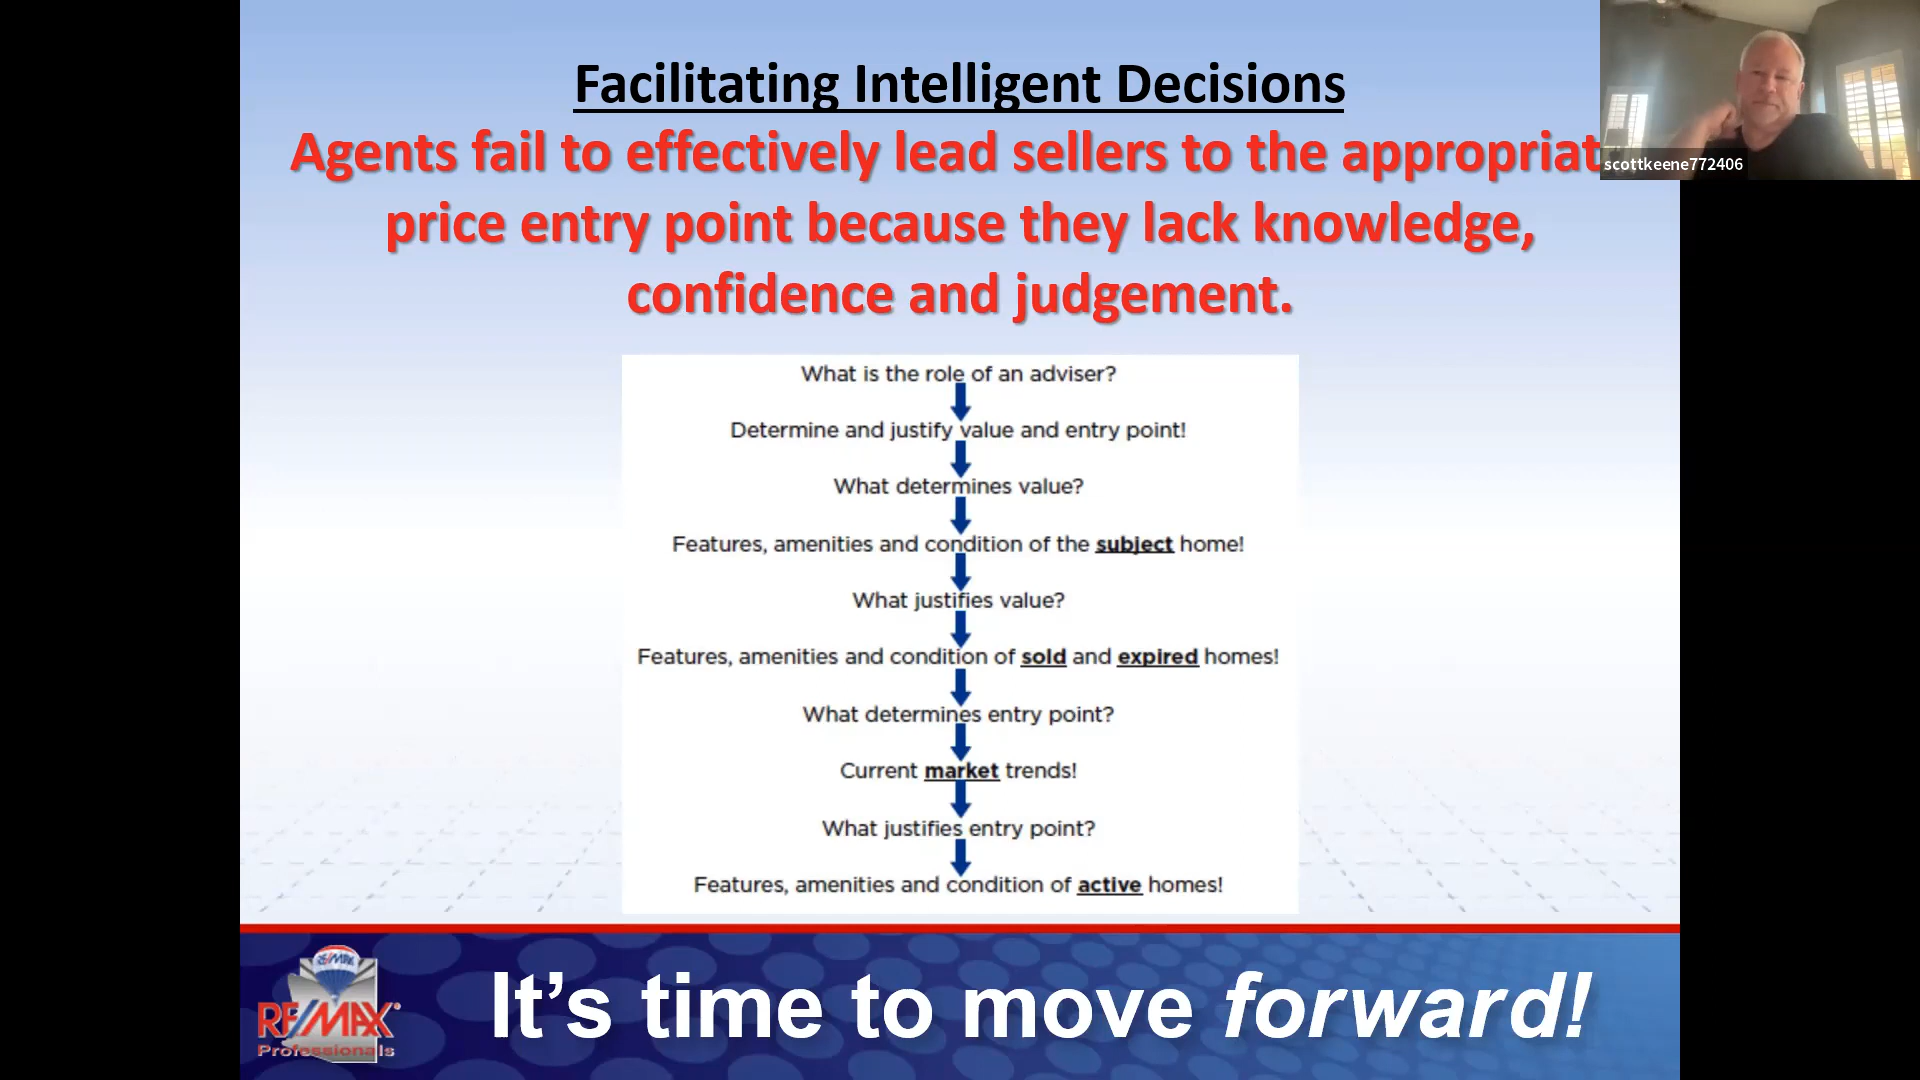 Facilitating Intelligent Decisions
Agents fail to effectively lead sellers to the appropriat
price entry point because they lack knowledge,
confidence and judgement.
scottkeene772406
What is the role of an adviser?
Determine and justify value and entry point!
What determines value?
Features, amenities and condition of the subject home!
What justifies value?
Features, amenities and condition of sold and expired homes!
What determines entry point?
Current market trends!
What justifies entry point?
Features, amenities and condition of active homes!
RE/MAX
RE/MAX
Professionals
It's time to move forward!